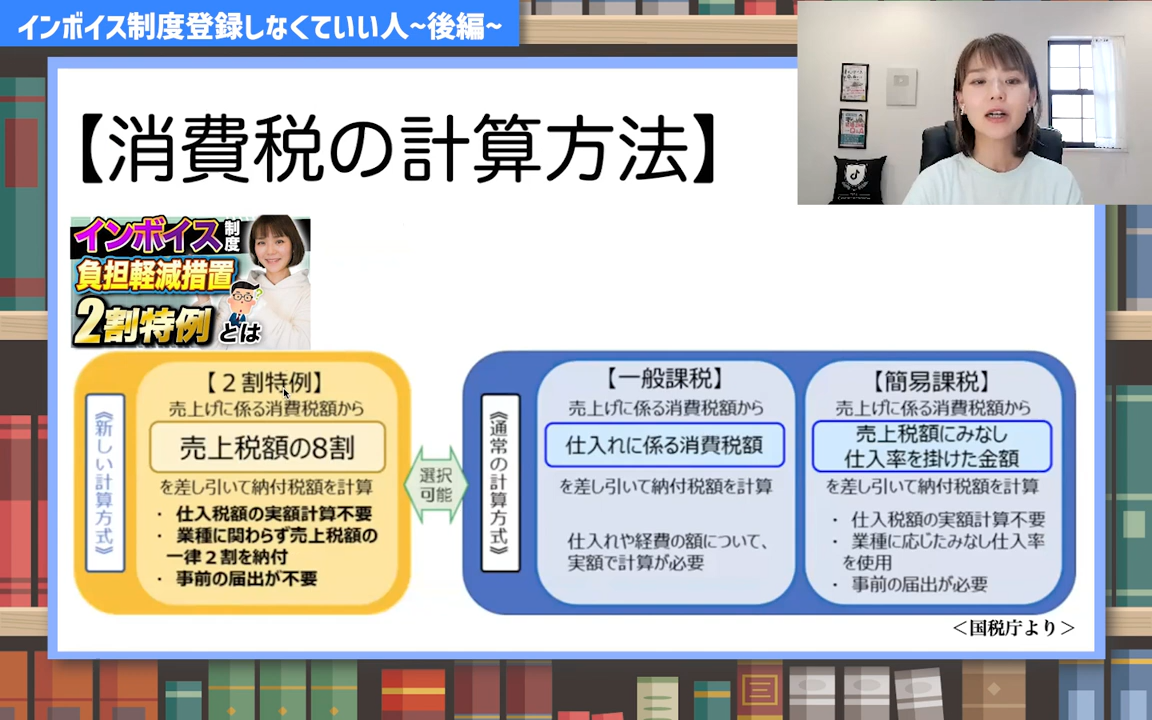 インボイス制度登録しなくていい人~後編~
【消費税の計算方法】
インボイス制度
負担軽減措置
2割特例とは
《新しい計算方式》
【2割特例】
売上げに係る消費税額から
売上税額の8割
を差し引いて納付税額を計算
・ 仕入税額の実額計算不要
・ 業種に関わらず売上税額の
一律2割を納付
・ 事前の届出が不要
選択
可能
《通常の計算方式》
【一般課税】
売上げに係る消費税額から
仕入れに係る消費税額
を差し引いて納付税額を計算
仕入れや経費の額について、
実額で計算が必要
【簡易課税】
売上げに係る消費税額から
売上税額にみなし
仕入率を掛けた金額
を差し引いて納付税額を計算
・ 仕入税額の実額計算不要
・ 業種に応じたみなし仕入率
を使用
・ 事前の届出が必要
＜国税庁より＞